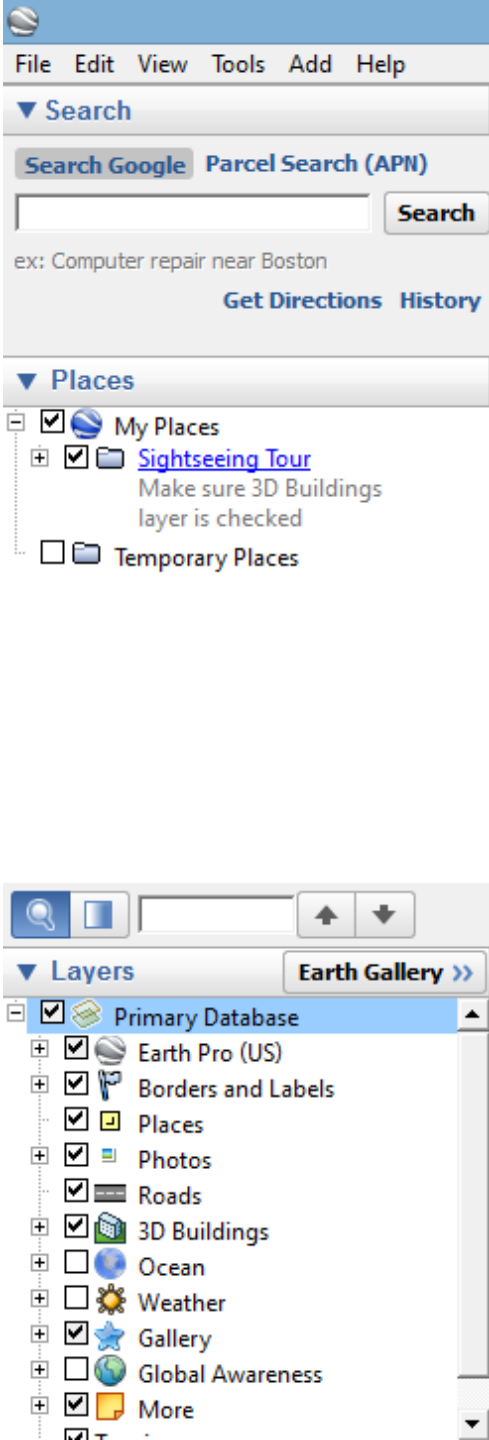 File Edit View Tools Add Help
Search
Search Google Parcel Search (APN)
Search
ex: Computer repair near Boston
Get Directions History
Places
My Places
Sightseeing Tour
Make sure 3D Buildings
layer is checked
Temporary Places
Layers Earth Gallery »
Primary Database
Earth Pro (US)
Borders and Labels
Places
Photos
Roads
3D Buildings
Ocean
Weather
Gallery
Global Awareness
More